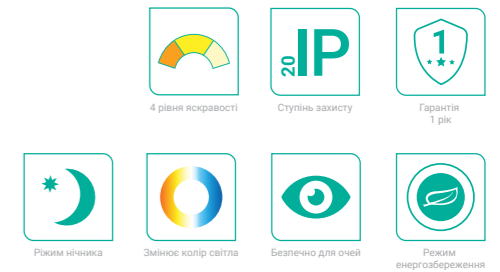 20 IP
1
4 рівня яскравості
Ступінь захисту
Гарантія
1 рік
Ріжим нічника
Змінює колір світла
Безпечно для очей
Режим
енергозбереження